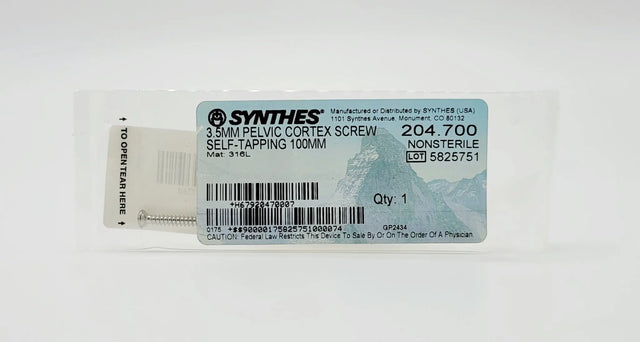 TO OPEN TEAR HERE
SYNTHES®
Manufactured or Distributed by SYNTHES (USA)
1101 Synthes Avenue, Monument, CO 80132
3.5MM PELVIC CORTEX SCREW
204.700
SELF-TAPPING 100MM
NONSTERILE
Mat: 316L
LOT 5825751
Qty: 1
+H67920470007
0175
+$$90000175825751000074
GP2434
CAUTION: Federal Law Restricts This Device To Sale By Or On The Order Of A Physician.